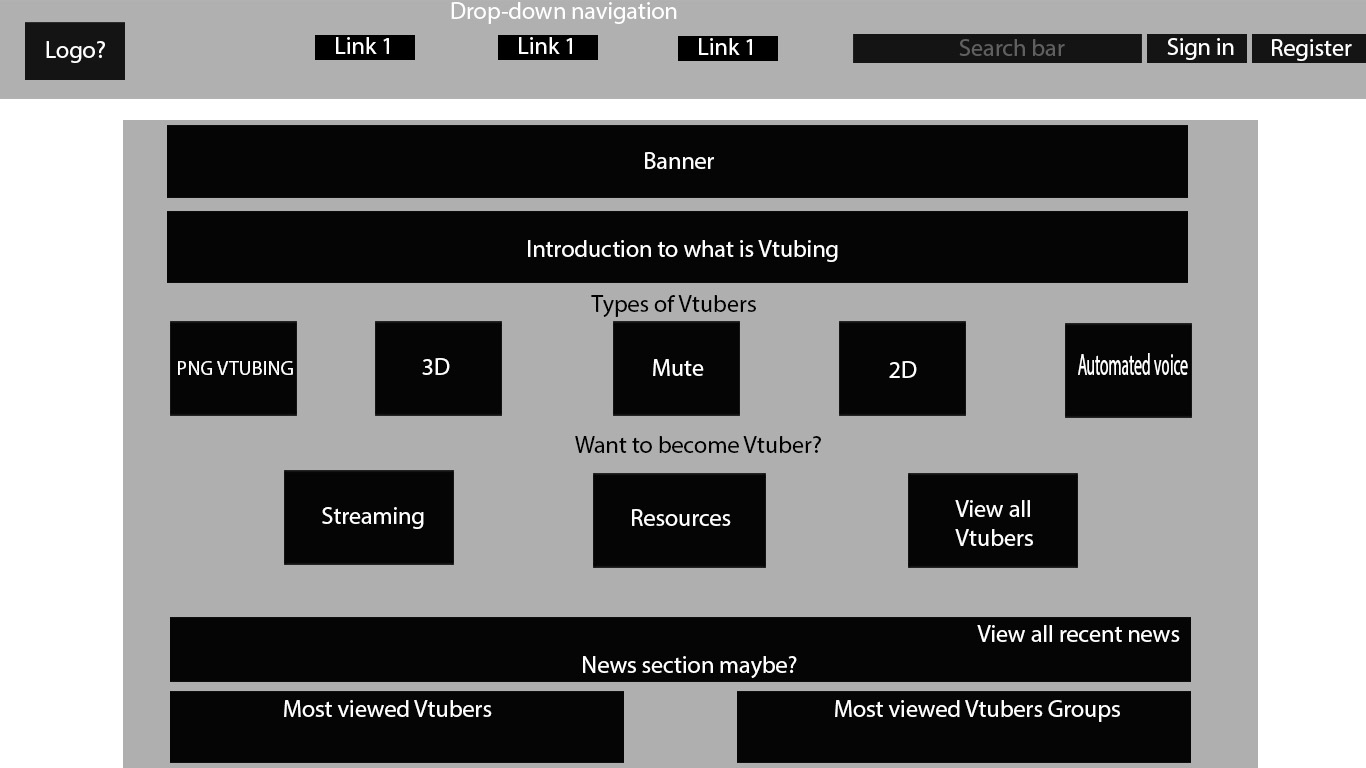 Drop-down navigation
Logo?
Link 1
Link 1
Link 1
Search bar
Sign in
Register
Banner
Introduction to what is Vtubing
Types of Vtubers
PNG VTUBING
3D
Mute
2D
Automated voice
Want to become Vtuber?
Streaming
Resources
View all
Vtubers
View all recent news
News section maybe?
Most viewed Vtubers
Most viewed Vtubers Groups